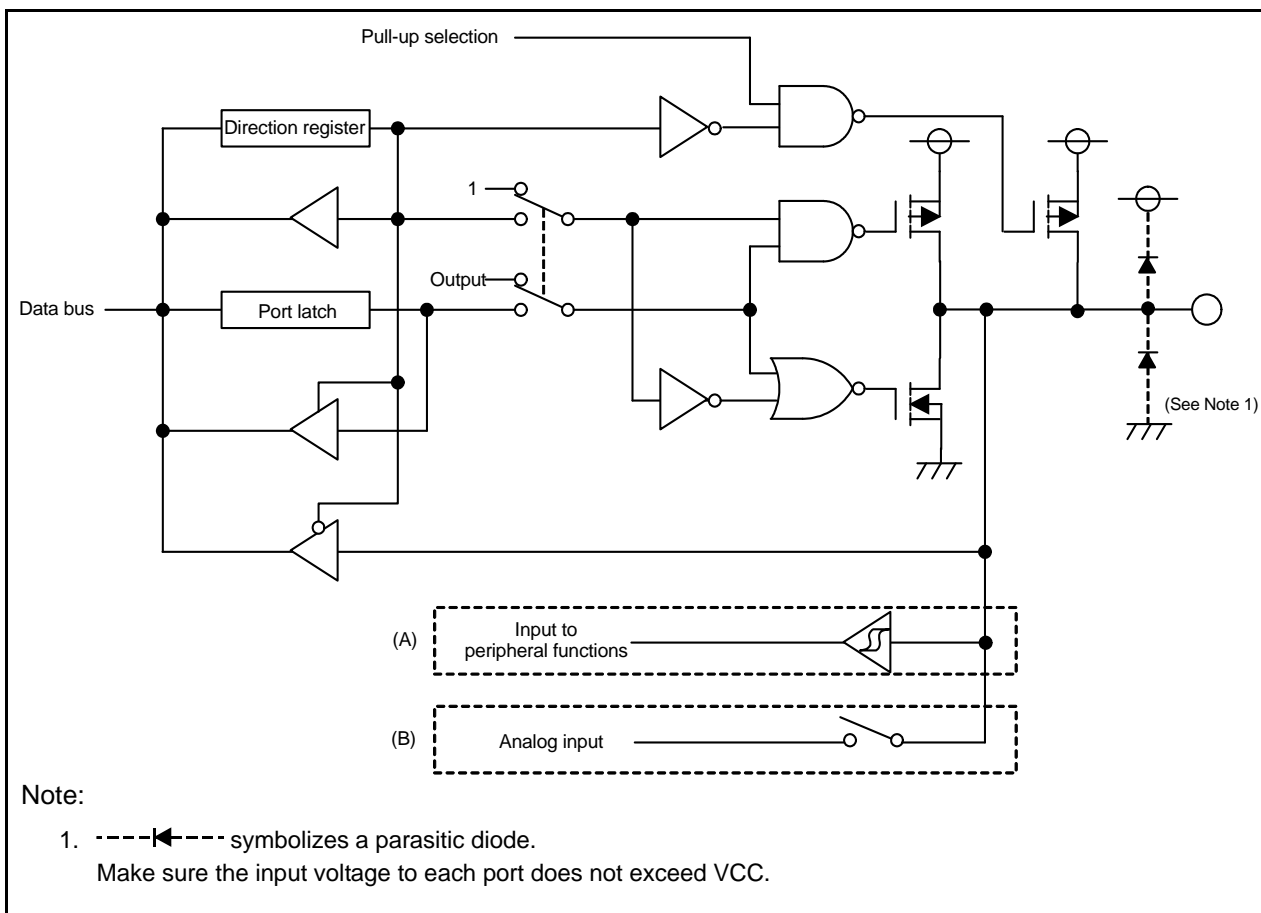 Pull-up selection
Direction register
1
Output
Data bus
Port latch
(See Note 1)
(A)
Input to
peripheral functions
(B)
Analog input
Note:
1. symbolizes a parasitic diode.
Make sure the input voltage to each port does not exceed VCC.